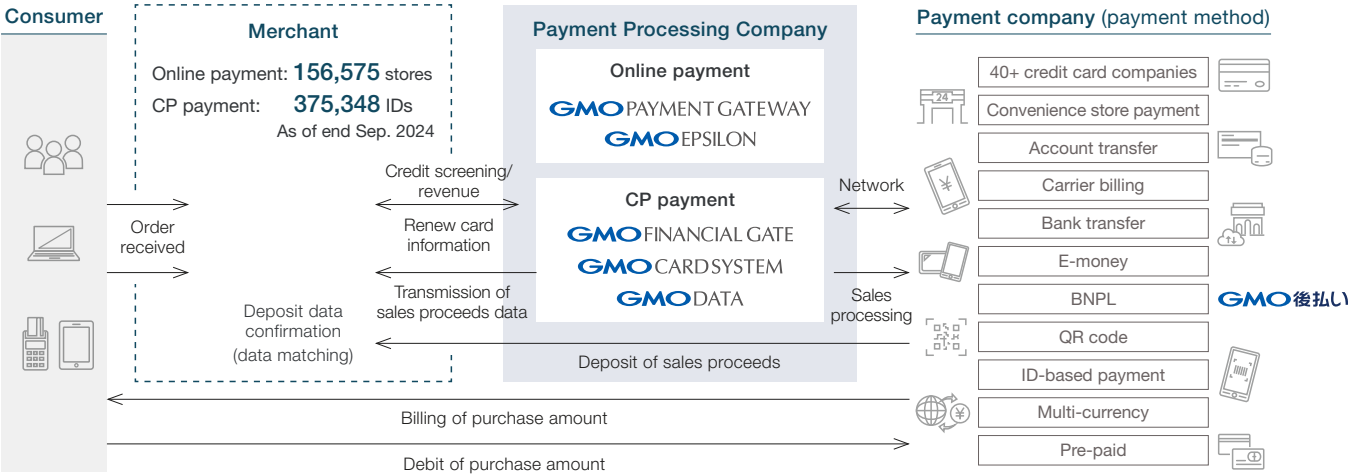 Consumer
Merchant
Online payment: 156,575 stores
CP payment: 375,348 IDs
As of end Sep. 2024
Order
received
Credit screening/
revenue
Renew card
information
Transmission of
sales proceeds data
Deposit data
confirmation
(data matching)
Payment Processing Company
Online payment
GMO PAYMENT GATEWAY
GMO EPSILON
CP payment
GMO FINANCIAL GATE
GMO CARD SYSTEM
GMO DATA
Network
Sales
processing
Deposit of sales proceeds
Billing of purchase amount
Debit of purchase amount
Payment company (payment method)
40+ credit card companies
24
Convenience store payment
Account transfer
¥
Carrier billing
Bank transfer
E-money
BNPL
GMO後払い
QR code
ID-based payment
Multi-currency
¥
Pre-paid